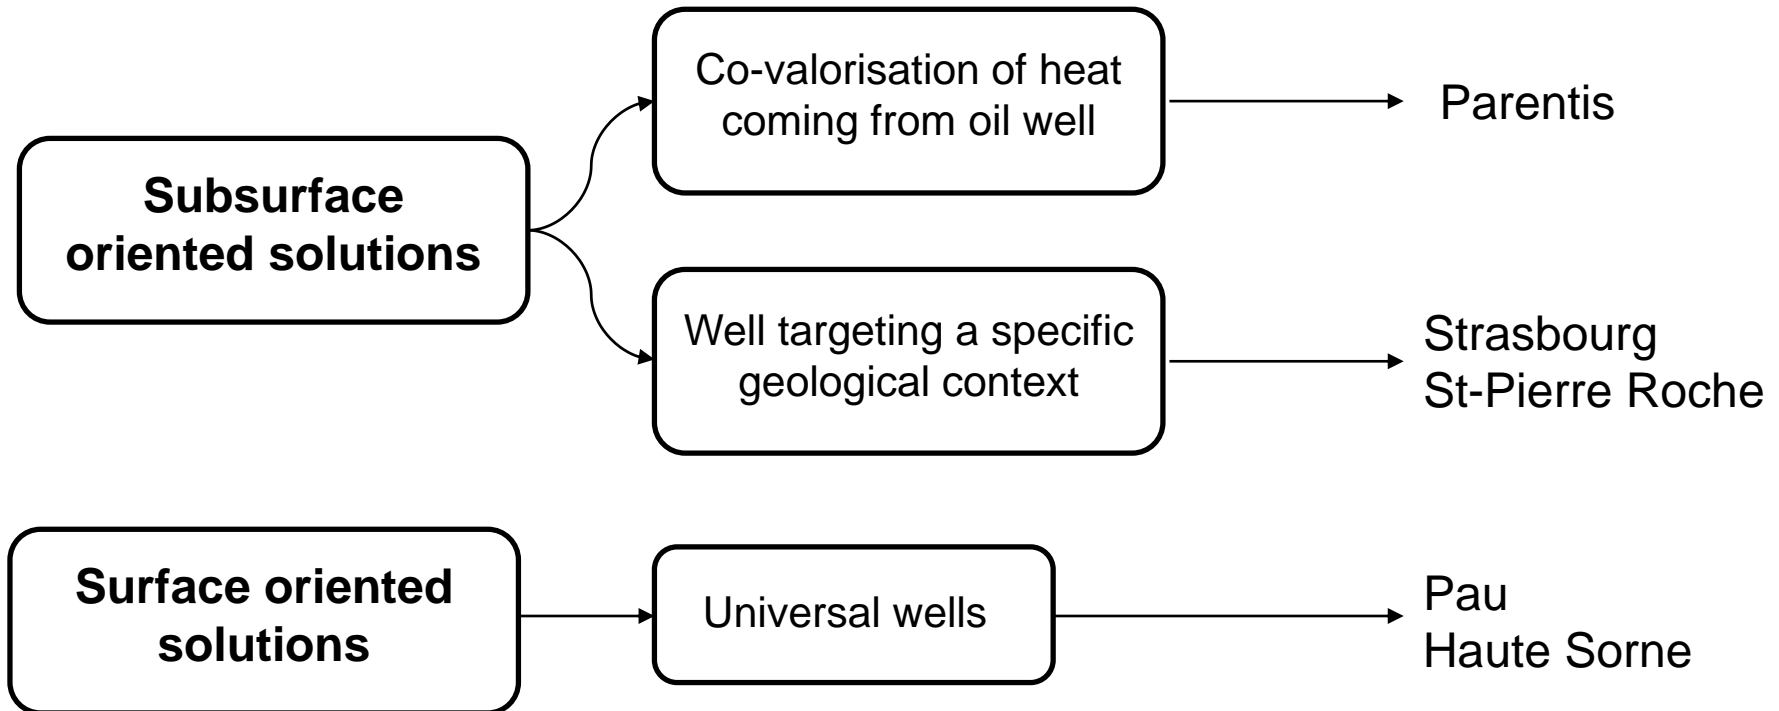 Co-valorisation of heat
coming from oil well
Parentis
Subsurface
oriented solutions
Well targeting a specific
geological context
Strasbourg
St-Pierre Roche
Surface oriented
solutions
Universal wells
Pau
Haute Sorne